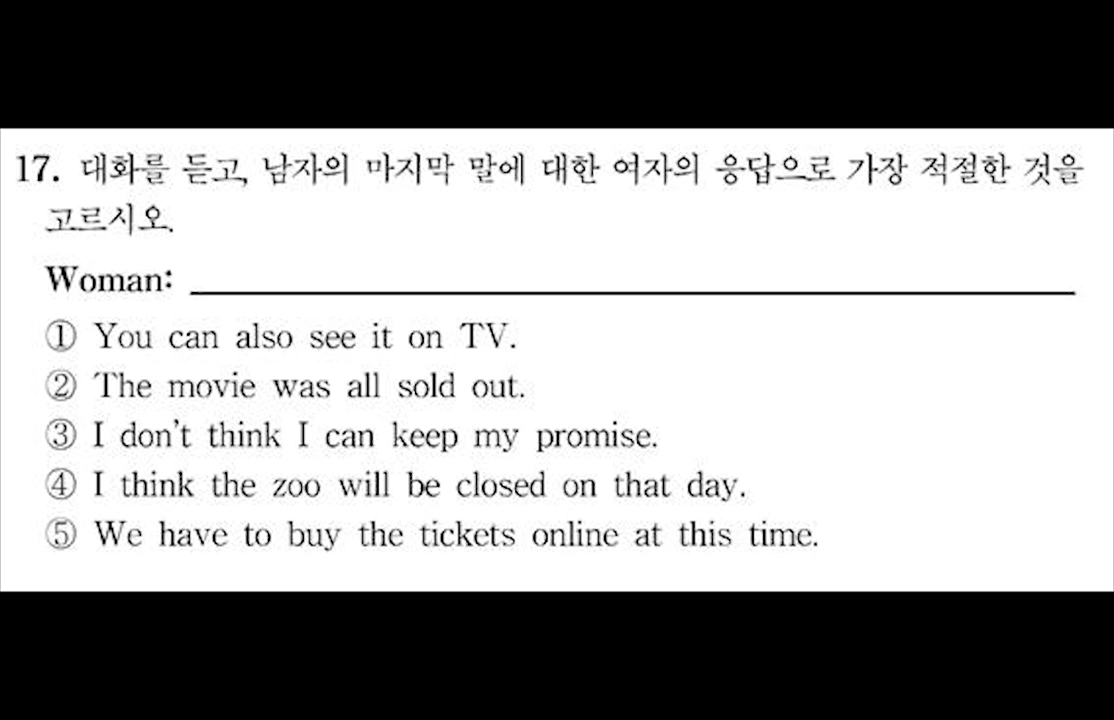 17. 대화를 듣고, 남자의 마지막 말에 대한 여자의 응답으로 가장 적절한 것을
고르시오.
Woman:
① You can also see it on TV.
② The movie was all sold out.
③ I don't think I can keep my promise.
④ I think the zoo will be closed on that day.
⑤ We have to buy the tickets online at this time.